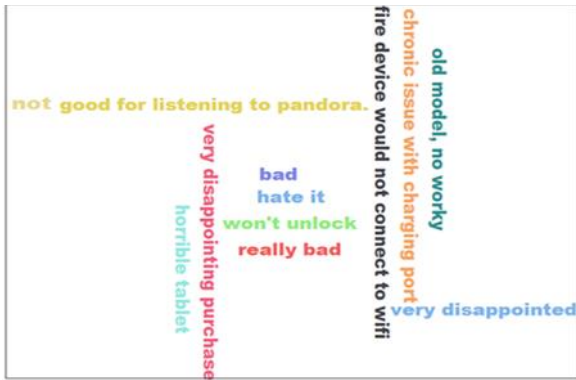 not good for listening to pandora.
very disappointing purchase
horrible tablet
bad
hate it
won't unlock
really bad
fire device would not connect to wifi
chronic issue with charging port
old model, no worky
very disappointed